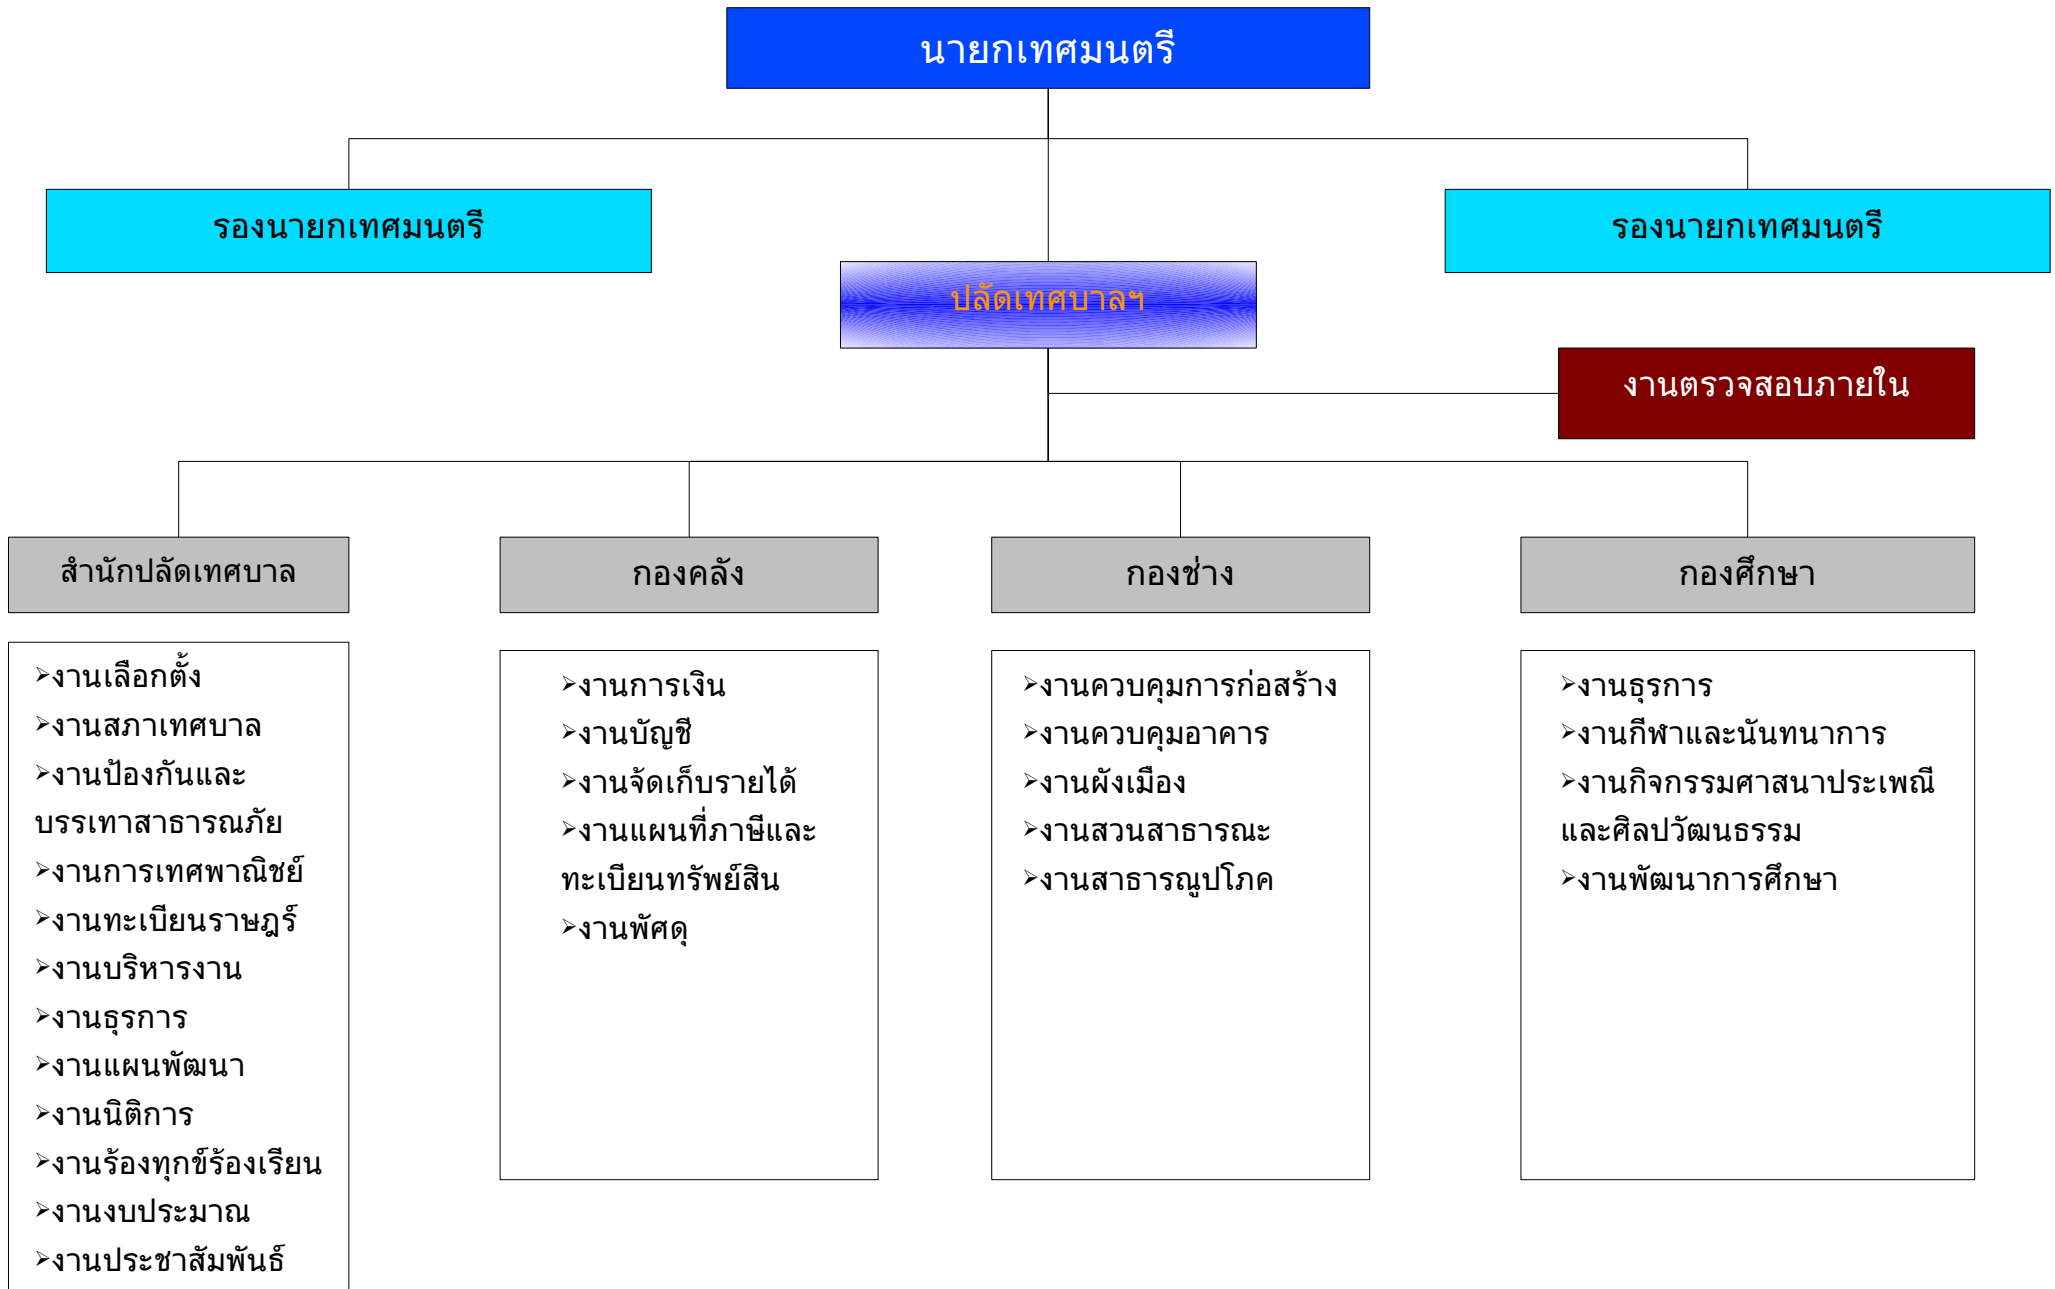 นายกเทศมนตรี
รองนายกเทศมนตรี
รองนายกเทศมนตรี
ปลัดเทศบาลฯ
งานตรวจสอบภายใน
สำนักปลัดเทศบาล
กองคลัง
กองช่าง
กองศึกษา
➢งานเลือกตั้ง
➢งานสภาเทศบาล
➢งานป้องกันและ
บรรเทาสาธารณภัย
➢งานการเทศพาณิชย์
➢งานทะเบียนราษฎร์
➢งานบริหารงาน
➢งานธุรการ
➢งานแผนพัฒนา
➢งานนิติการ
➢งานร้องทุกข์ร้องเรียน
➢งานงบประมาณ
➢งานประชาสัมพันธ์
➢งานการเงิน
➢งานบัญชี
➢งานจัดเก็บรายได้
➢งานแผนที่ภาษีและ
ทะเบียนทรัพย์สิน
➢งานพัศดุ
➢งานควบคุมการก่อสร้าง
➢งานควบคุมอาคาร
➢งานผังเมือง
➢งานสวนสาธารณะ
➢งานสาธารณูปโภค
➢งานธุรการ
➢งานกีฬาและนันทนาการ
➢งานกิจกรรมศาสนาประเพณี
และศิลปวัฒนธรรม
➢งานพัฒนาการศึกษา